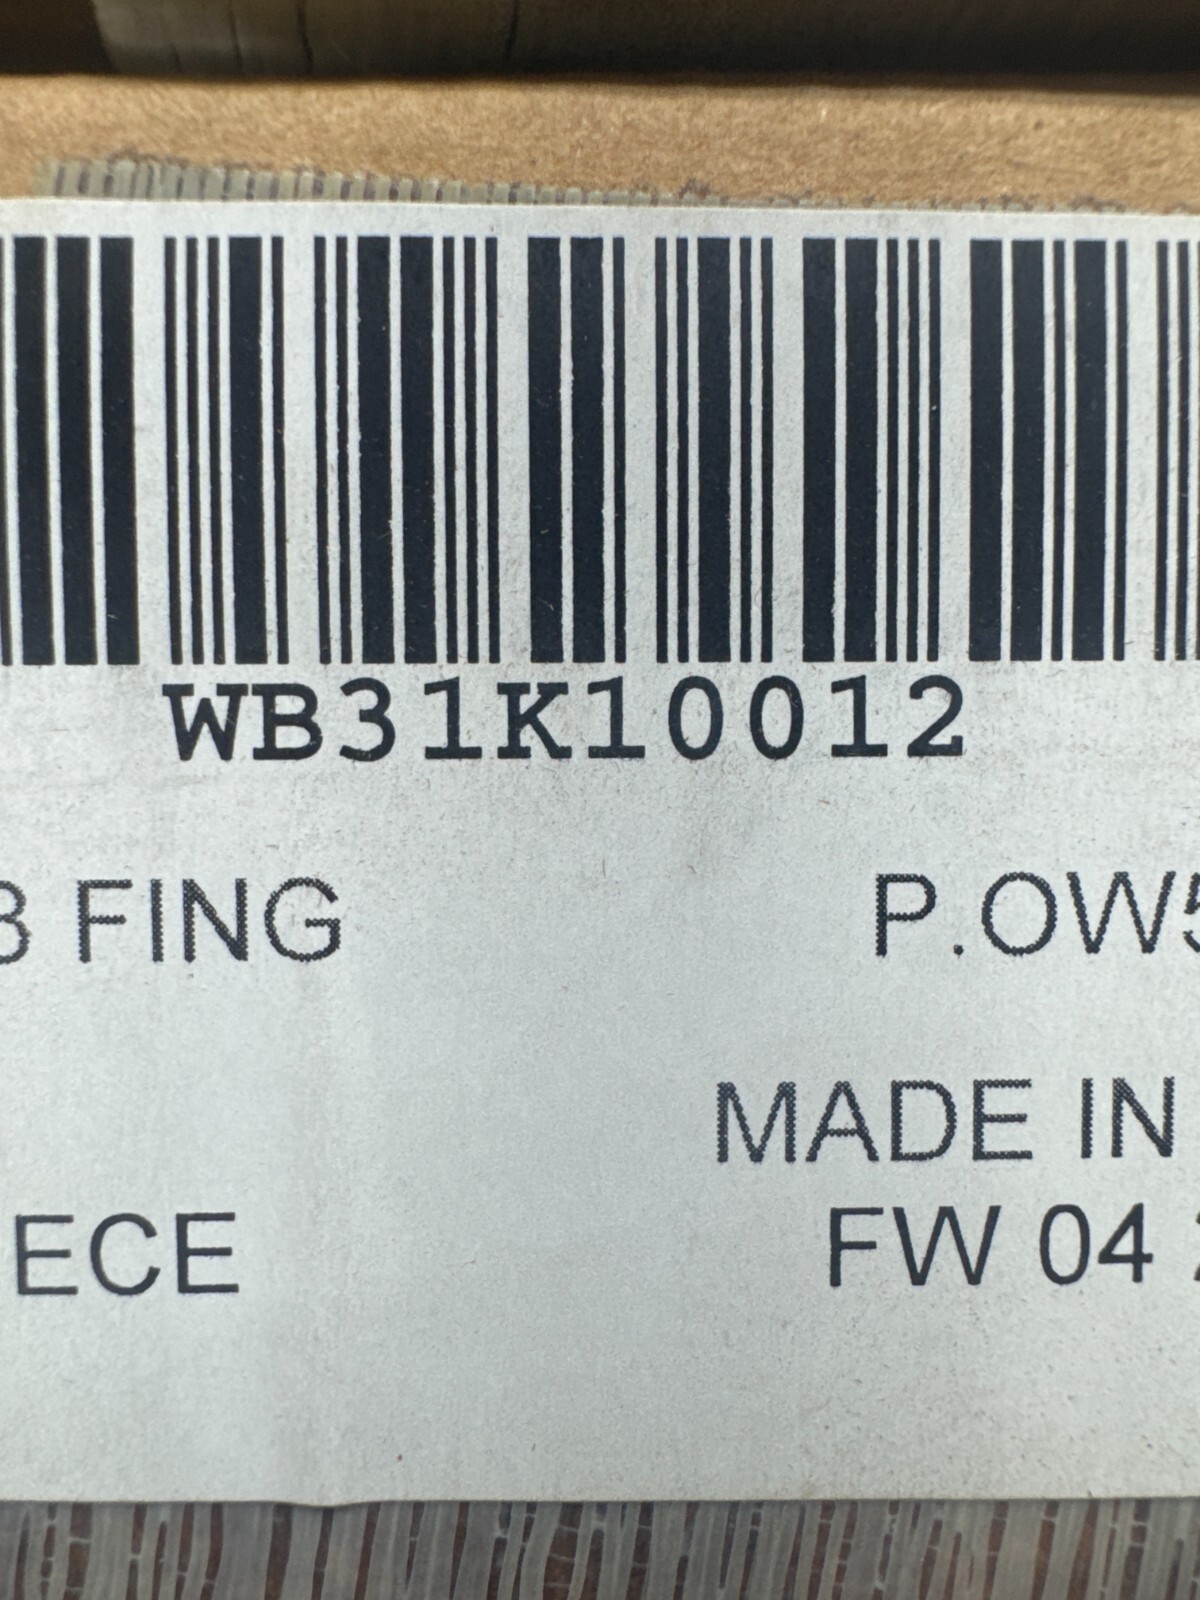 WB31K10012
FING
P.OW5
MADE IN
FW 04
ECE